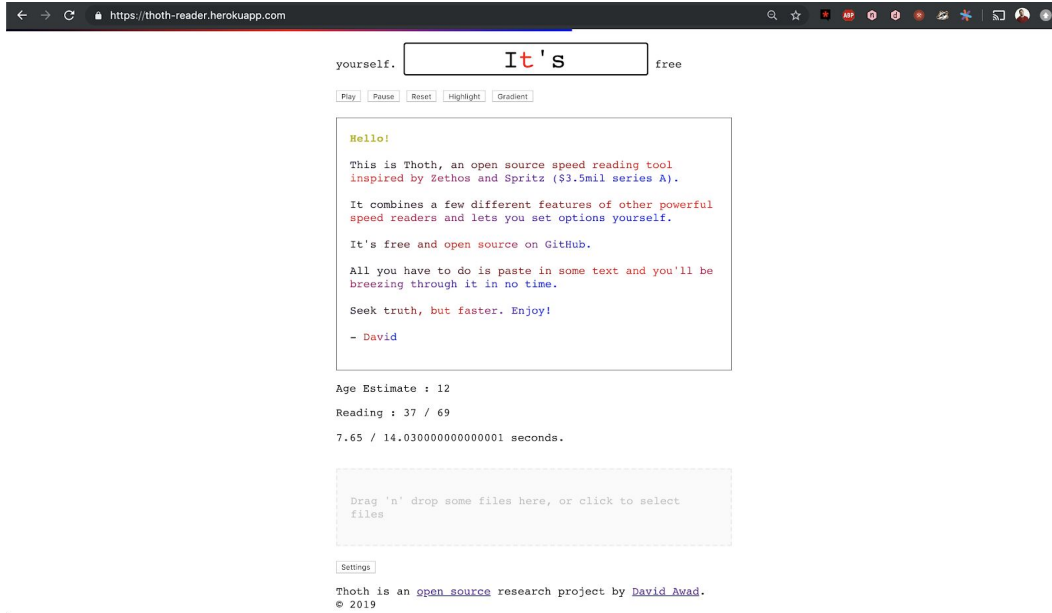 https://thoth-reader.herokuapp.com
ABP
yourself. It's free
Play Pause Reset Highlight Gradient
Hello!
This is Thoth, an open source speed reading tool
inspired by Zethos and Spritz ($3.5mil series A).
It combines a few different features of other powerful
speed readers and lets you set options yourself.
It's free and open source on GitHub.
All you have to do is paste in some text and you'll be
breezing through it in no time.
Seek truth, but faster. Enjoy!
- David
Age Estimate : 12
Reading : 37 / 69
7.65 / 14.030000000000001 seconds.
Drag 'n' drop some files here, or click to select
files
Settings
Thoth is an open source research project by David Awad.
© 2019